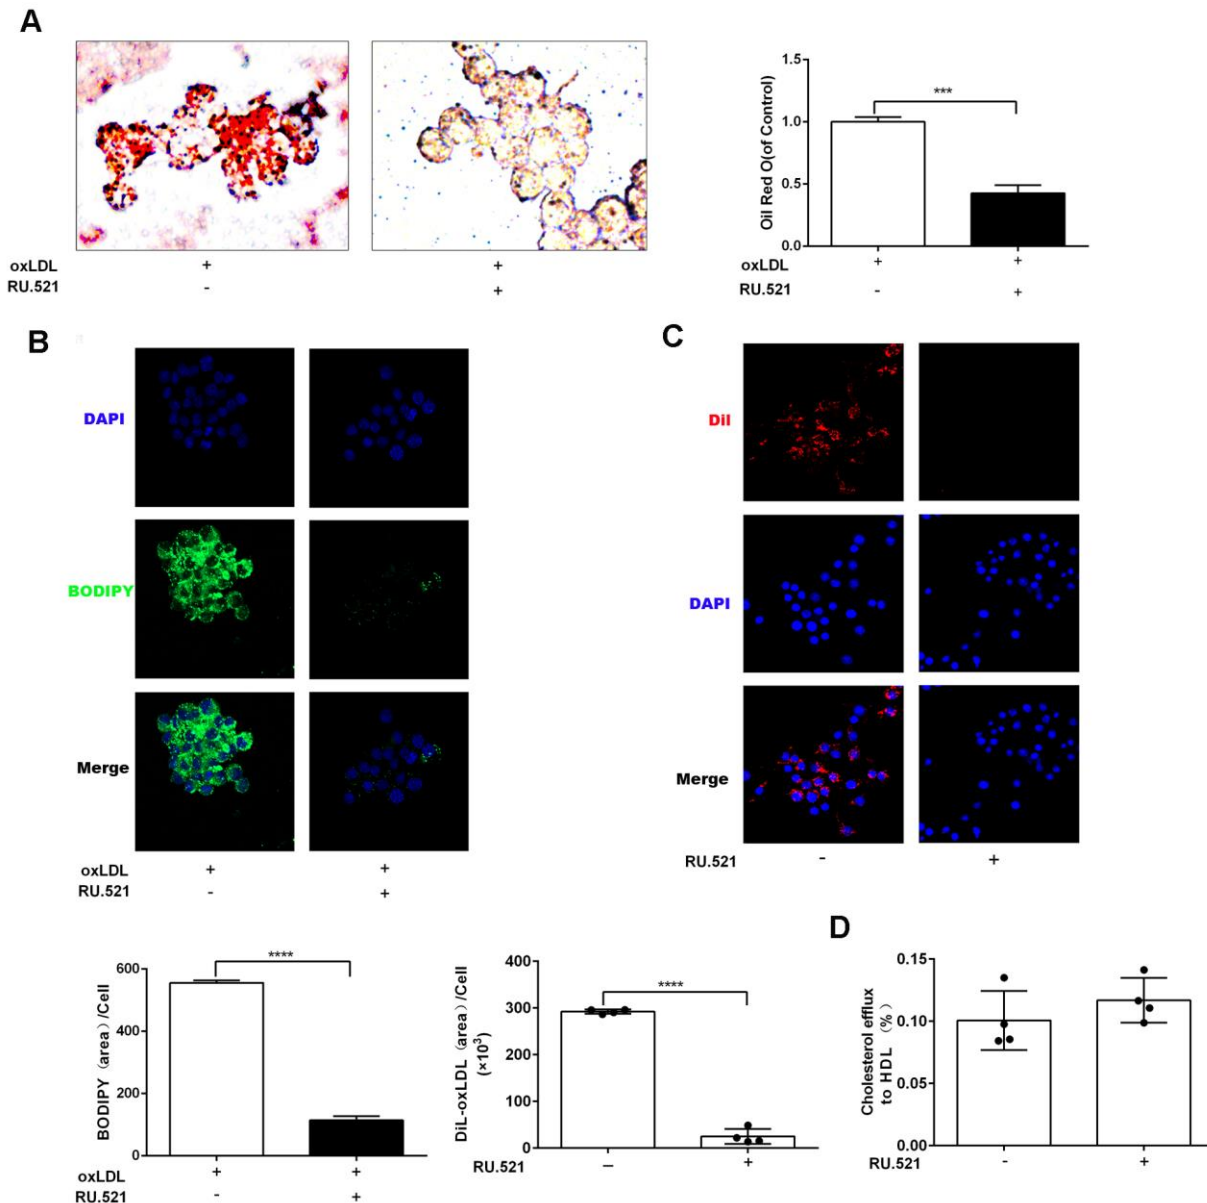 A
oxLDL + +
RU.521 - +
Oil Red O(of Control)
1.5
1.0
0.5
0.0
***
oxLDL + +
RU.521 - +
B
DAPI
BODIPY
Merge
oxLDL + +
RU.521 - +
C
Dil
DAPI
Merge
RU.521 - +
BODIPY (area)/Cell
600
400
200
0
****
oxLDL + +
RU.521 - +
DiL-oxLDL (area)/Cell
(×10³)
400
300
200
100
0
****
RU.521 – +
D
Cholesterol efflux
to HDL (%)
0.15
0.10
0.05
0.00
RU.521 - +